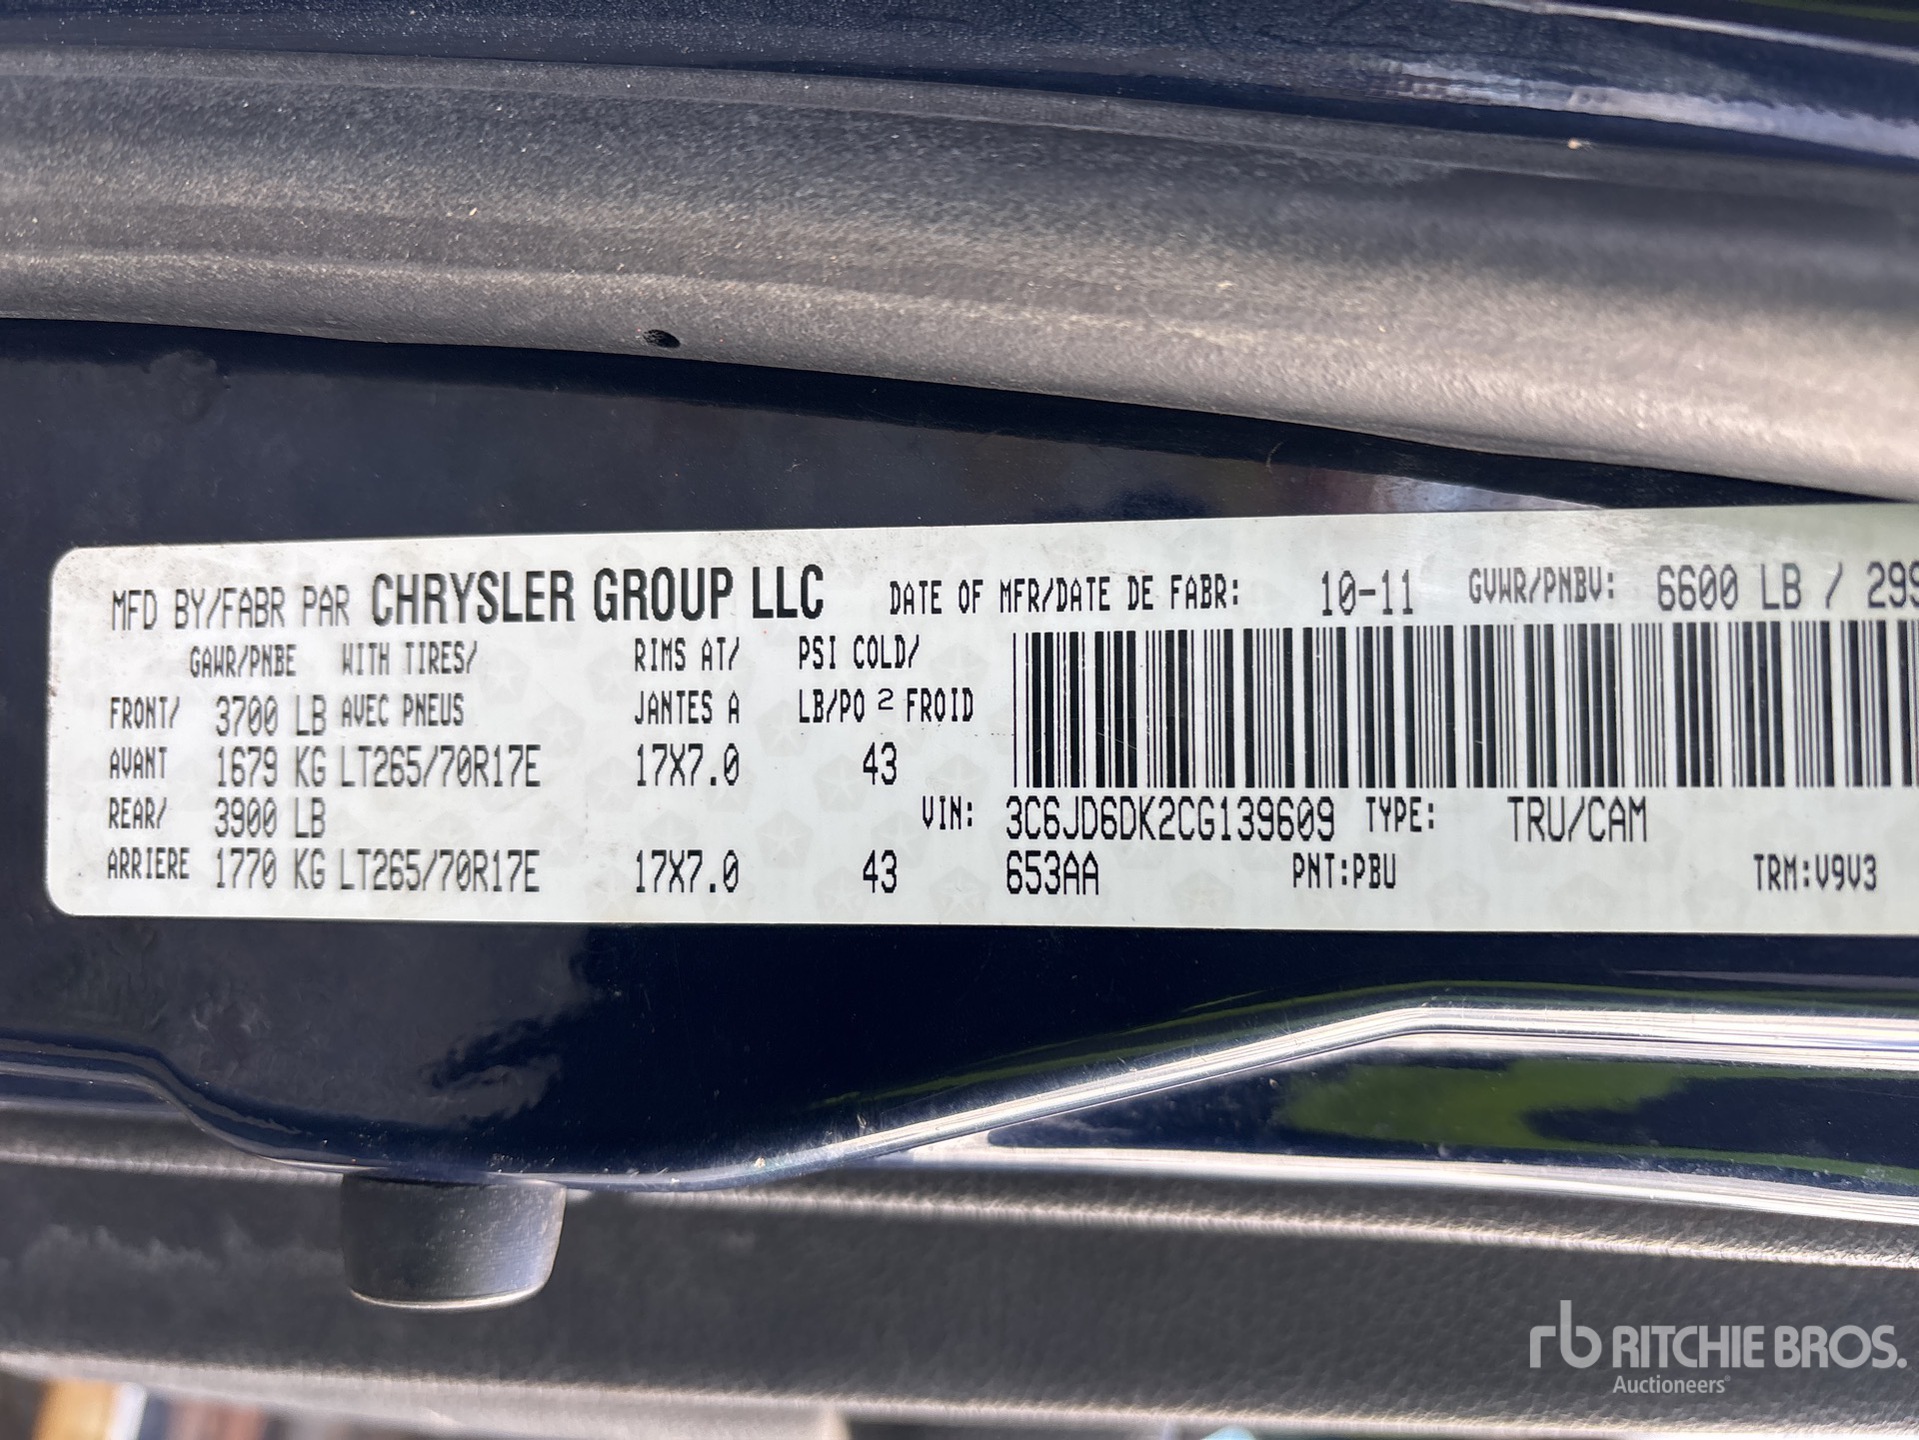 MFD BY/FABR PAR CHRYSLER GROUP LLC DATE OF MFR/DATE DE FABR: 10-11 GVWR/PNBV: 6600 LB / 299
GAWR/PNBE WITH TIRES/ RIMS AT/ PSI COLD/
FRONT/ 3700 LB AVEC PNEUS JANTES A LB/PO 2 FROID
AVANT 1679 KG LT265/70R17E 17X7.0 43
REAR/ 3900 LB VIN: 3C6JD6DK2CG139609 TYPE: TRU/CAM
ARRIERE 1770 KG LT265/70R17E 17X7.0 43 653AA PNT:PBU TRM:V9V3
rb RITCHIE BROS.
Auctioneers